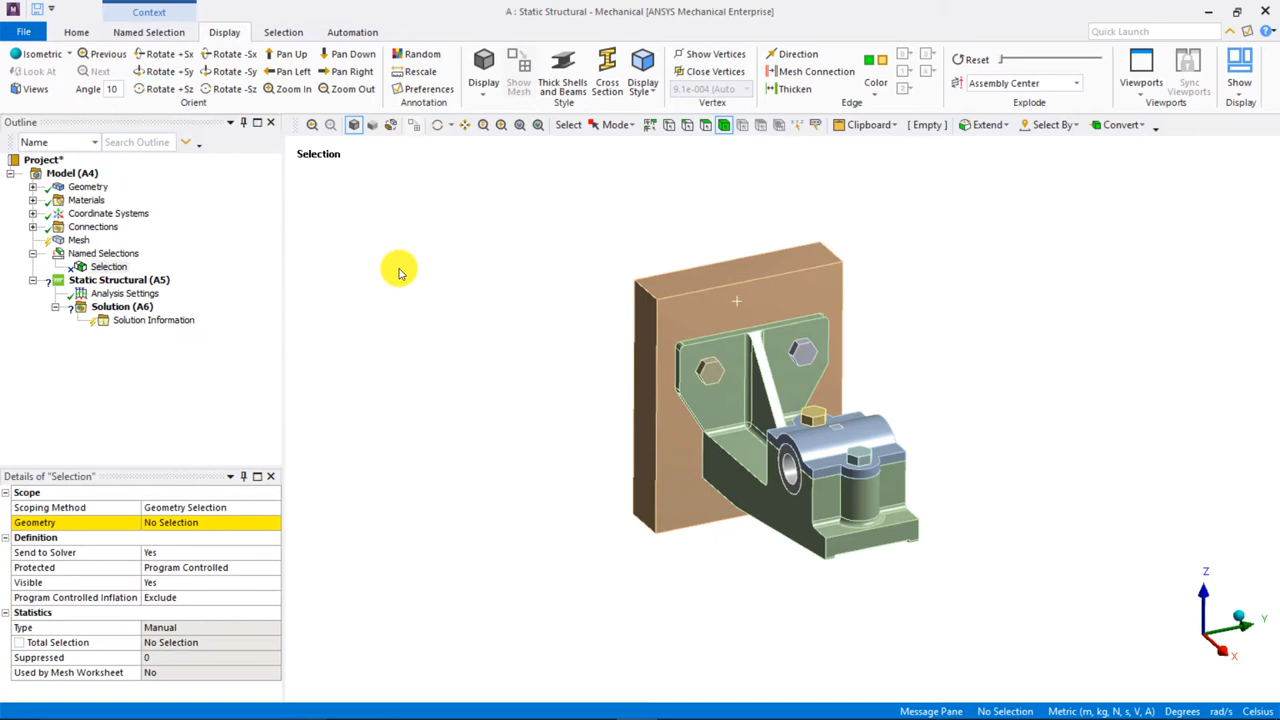 Context
A : Static Structural - Mechanical [ANSYS Mechanical Enterprise]
File Home Named Selection Display Selection Automation Quick Launch
Isometric Previous Rotate +Sx Rotate -Sx Pan Up Pan Down Random Show Vertices Direction Reset
Look At Next Rotate +Sy Rotate -Sy Pan Left Pan Right Rescale Close Vertices Mesh Connection Assembly Center
Views Angle 10 Rotate +Sz Rotate -Sz Zoom In Zoom Out Preferences 9.1e-004 (Auto Thicken
Display Show Mesh Thick Shells and Beams Cross Section Display Style Color Viewports Sync Viewports Show
Orient Annotation Style Vertex Edge Explode Viewports Display
Outline
Select Mode Clipboard [ Empty ] Extend Select By Convert
Name Search Outline
Selection
Project*
Model (A4)
Geometry
Materials
Coordinate Systems
Connections
Mesh
Named Selections
Selection
Static Structural (A5)
Analysis Settings
Solution (A6)
Solution Information
Details of "Selection"
Scope
Scoping Method Geometry Selection
Geometry No Selection
Definition
Send to Solver Yes
Protected Program Controlled
Visible Yes
Program Controlled Inflation Exclude
Statistics
Type Manual
Total Selection No Selection
Suppressed 0
Used by Mesh Worksheet No
Z
Y
X
Message Pane No Selection Metric (m, kg, N, s, V, A) Degrees rad/s Celsius